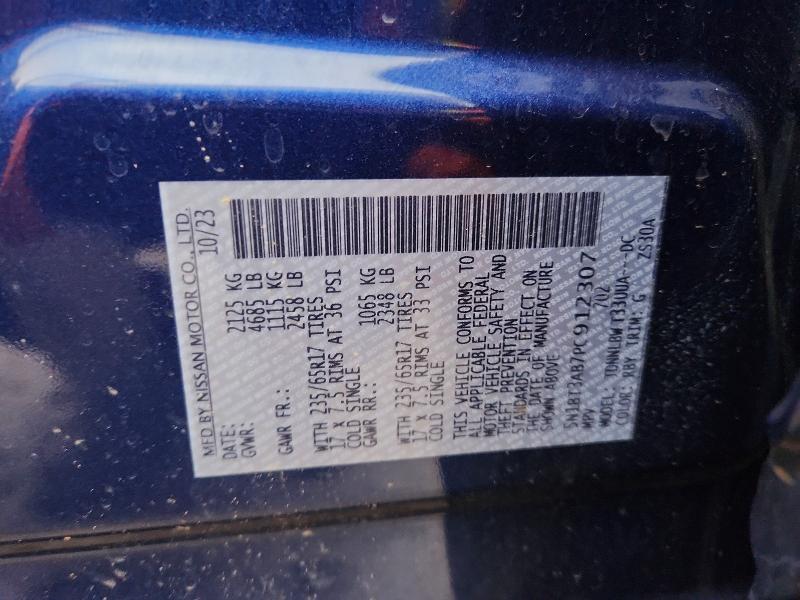 MFD BY NISSAN MOTOR CO., LTD.
DATE: 10/23
GVWR: 2125 KG
4685 LB
GAWR FR.: 1115 KG
2458 LB
WITH 235/65R17 TIRES
17 X 7.5 RIMS AT 36 PSI
COLD SINGLE
GAWR RR.: 1065 KG
2348 LB
WITH 235/65R17 TIRES
17 X 7.5 RIMS AT 33 PSI
COLD SINGLE
THIS VEHICLE CONFORMS TO
ALL APPLICABLE FEDERAL
MOTOR VEHICLE SAFETY AND
THEFT PREVENTION
STANDARDS IN EFFECT ON
THE DATE OF MANUFACTURE
SHOWN ABOVE
5N1BT3AB7PC912307
MPV 702
MODEL: TDNNLBWT33UUA---DC
COLOR: RBY TRIM: G ZS30A